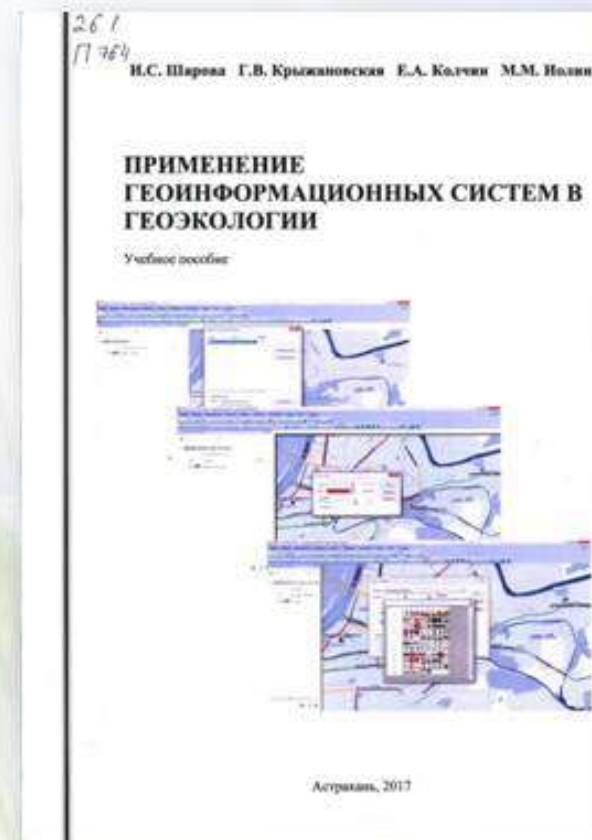 26 1
П 764
И.С. Шарова Г.В. Крыжановская Е.А. Колчин М.М. Иолин
ПРИМЕНЕНИЕ
ГЕОИНФОРМАЦИОННЫХ СИСТЕМ В
ГЕОЭКОЛОГИИ
Учебное пособие
Астрахань, 2017